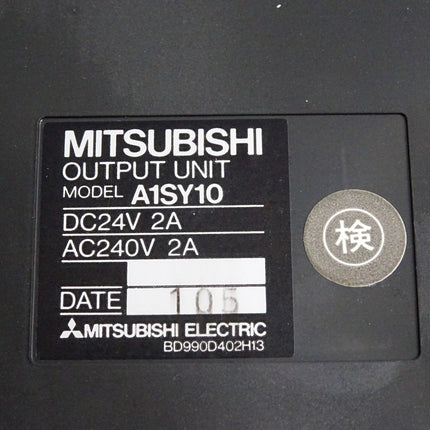 MITSUBISHI
OUTPUT UNIT
MODEL A1SY10
DC24V 2A
AC240V 2A
DATE 105
MITSUBISHI ELECTRIC
BD990D402H13
検